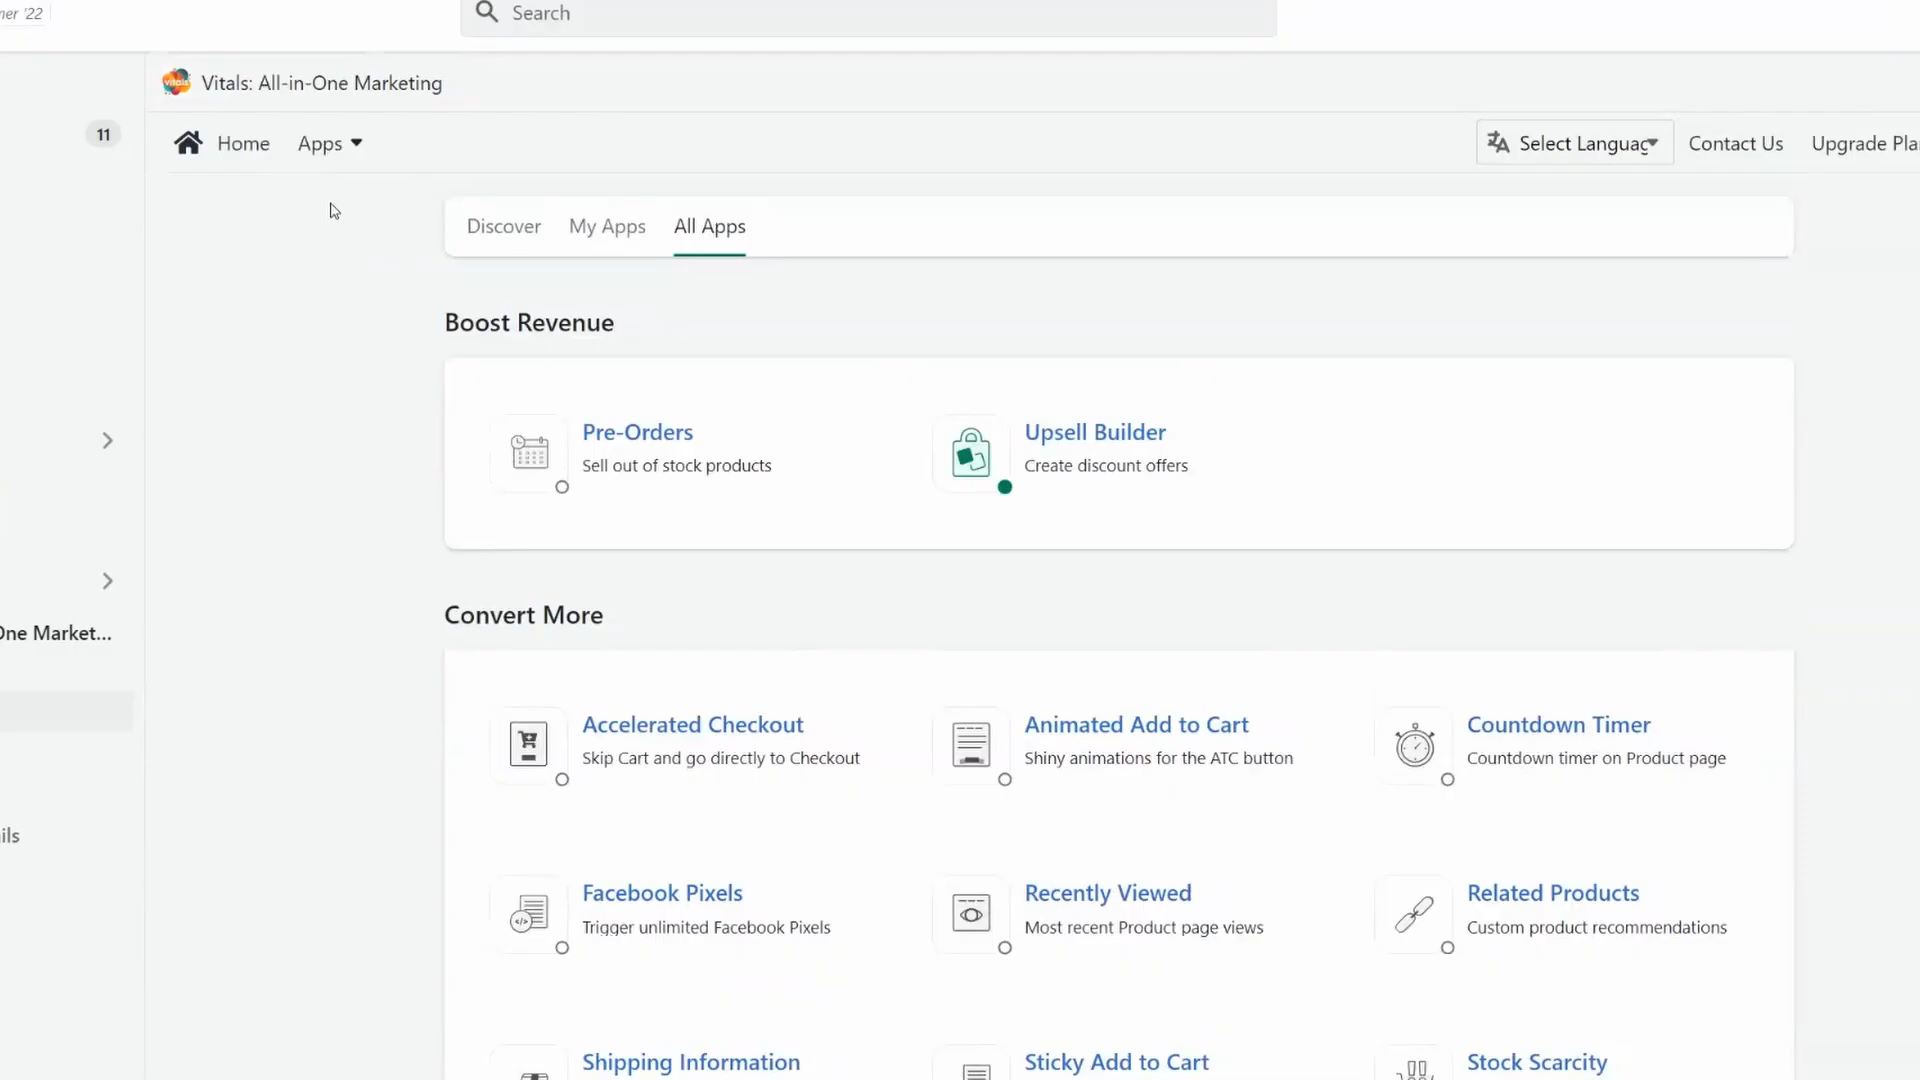 ner '22
Search
Vitals: All-in-One Marketing
11
Home
Apps
Select Languag
Contact Us
Upgrade Plan
Discover
My Apps
All Apps
Boost Revenue
Pre-Orders
Sell out of stock products
Upsell Builder
Create discount offers
Convert More
One Market...
Accelerated Checkout
Skip Cart and go directly to Checkout
Animated Add to Cart
Shiny animations for the ATC button
Countdown Timer
Countdown timer on Product page
ils
Facebook Pixels
Trigger unlimited Facebook Pixels
Recently Viewed
Most recent Product page views
Related Products
Custom product recommendations
Shipping Information
Sticky Add to Cart
Stock Scarcity